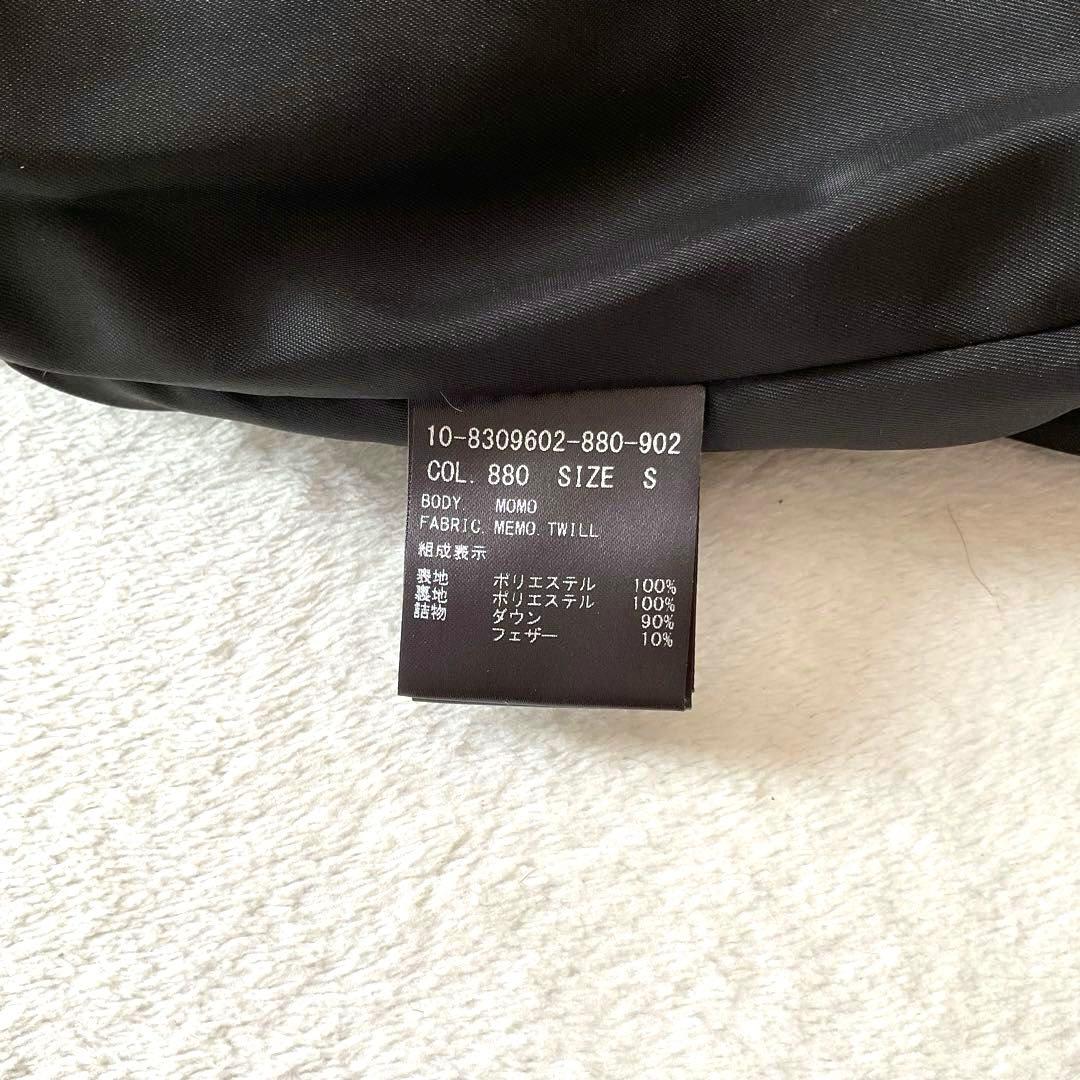 10-8309602-880-902
COL. 880 SIZE S
BODY. MOMO
FABRIC. MEMO.TWILL
組成表示
表地 ポリエステル 100%
裏地 ポリエステル 100%
詰物 ダウン 90%
フェザー 10%